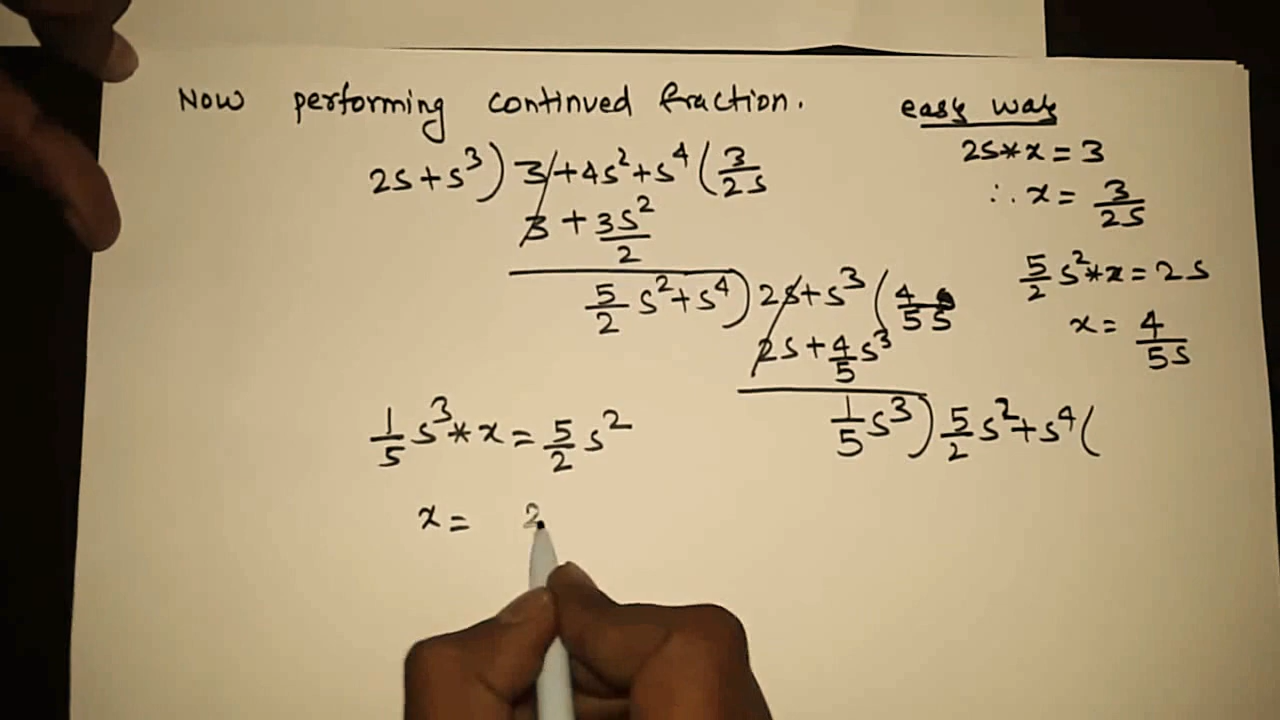 Now performing continued fraction.
easy way
2s+s³) 3+4s²+s⁴ (3/2s
2s*x=3
3 + 3s²/2
∴ x = 3/2s
5/2 s²+s⁴) 2s+s³ (4/5s
5/2 s²*x=2s
2s+4/5 s³
x= 4/5s
1/5 s³) 5/2 s²+s⁴ (
1/5 s³*x = 5/2 s²
x = 2